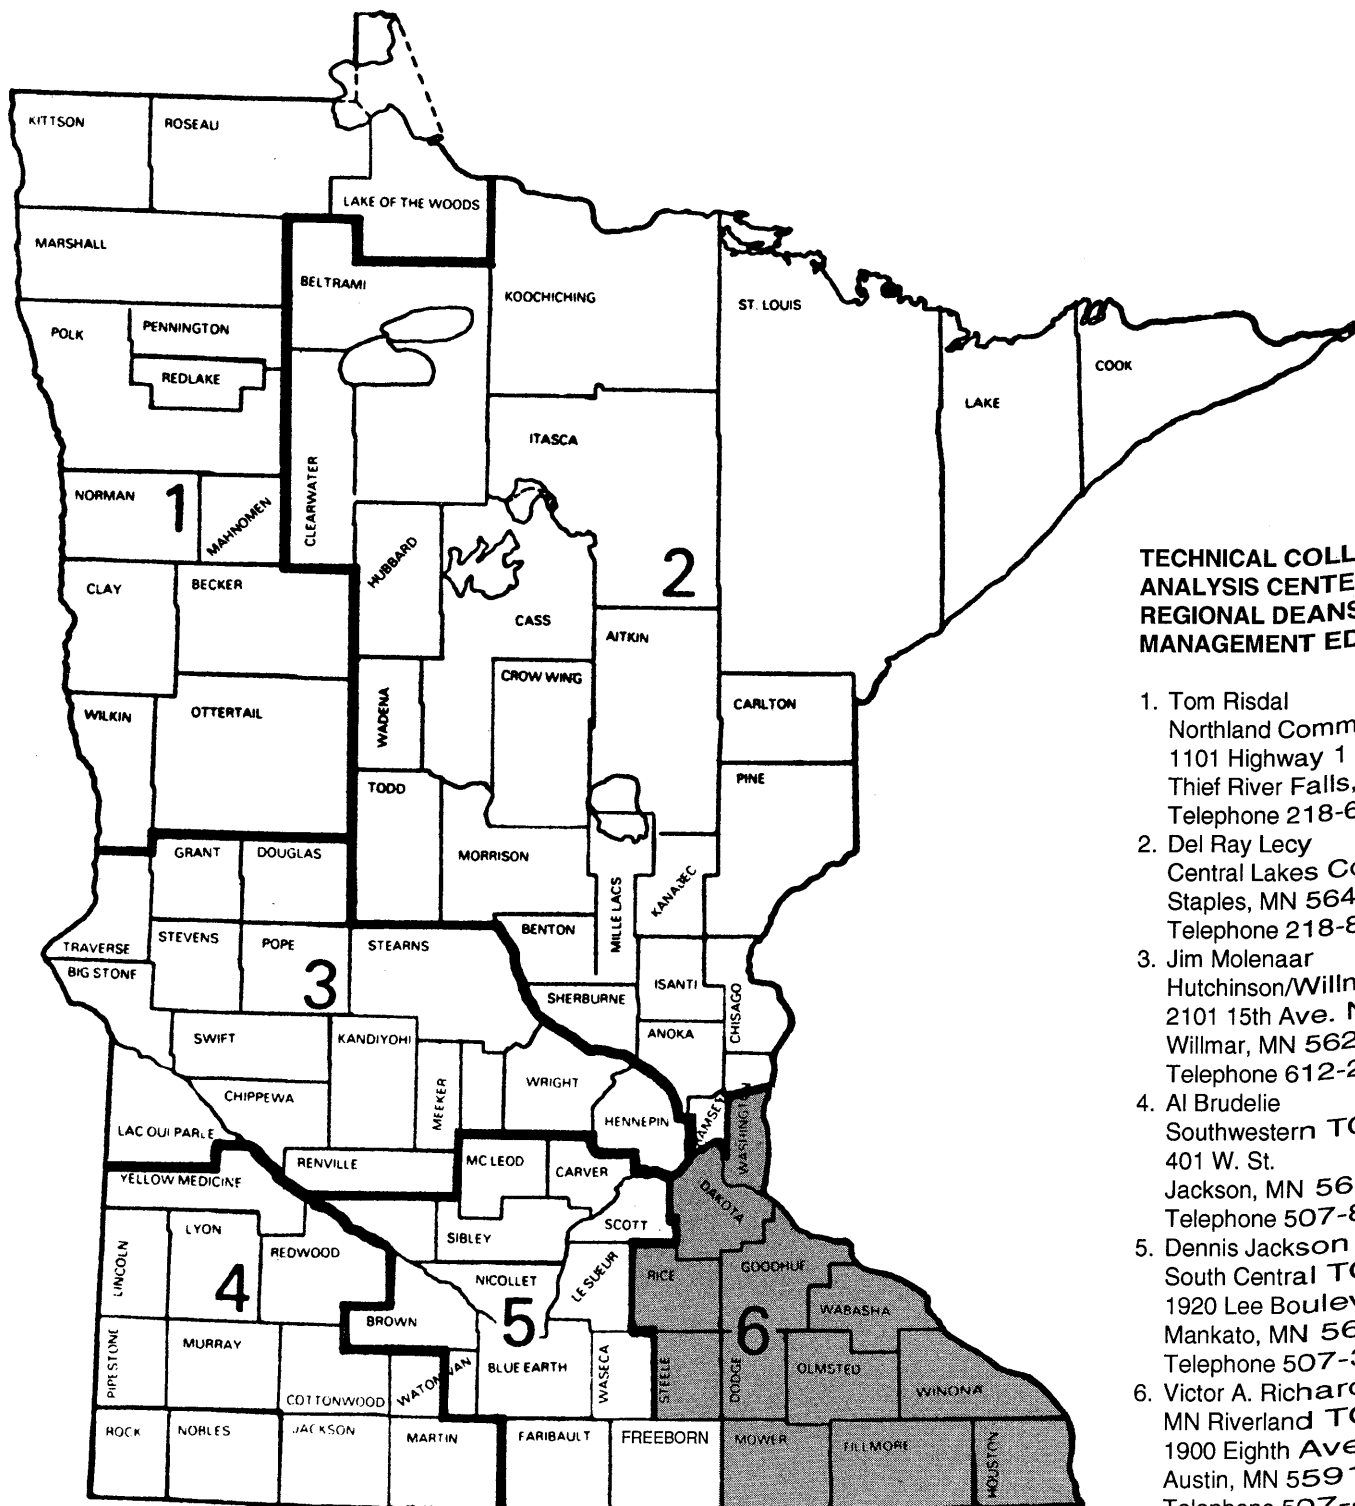 KITTSON
ROSEAU
LAKE OF THE WOODS
MARSHALL
BELTRAMI
KOOCHICHING
ST. LOUIS
POLK
PENNINGTON
REDLAKE
COOK
LAKE
ITASCA
CLEARWATER
NORMAN
1
MAHNOMEN
HUBBARD
2
CLAY
BECKER
CASS
AITKIN
WADENA
CROW WING
CARLTON
WILKIN
OTTERTAIL
TODD
PINE
GRANT
DOUGLAS
MORRISON
MILLE LACS
KANABEC
BENTON
TRAVERSE
STEVENS
POPE
STEARNS
BIG STONE
3
ISANTI
CHISAGO
SHERBURNE
SWIFT
KANDIYOHI
ANOKA
MEEKER
WRIGHT
CHIPPEWA
HENNEPIN
RAMSEY
WASHINGTON
LAC QUI PARLE
RENVILLE
MC LEOD
CARVER
YELLOW MEDICINE
DAKOTA
LYON
REDWOOD
SIBLEY
SCOTT
LINCOLN
4
NICOLLET
LE SUEUR
RICE
GOODHUE
BROWN
5
6
WABASHA
PIPESTONE
MURRAY
COTTONWOOD
WATONWAN
BLUE EARTH
WASECA
STEELE
DODGE
OLMSTED
WINONA
ROCK
NOBLES
JACKSON
MARTIN
FARIBAULT
FREEBORN
MOWER
FILLMORE
HOUSTON
TECHNICAL COLL
ANALYSIS CENTE
REGIONAL DEANS
MANAGEMENT ED
1. Tom Risdal
Northland Comm
1101 Highway 1
Thief River Falls,
Telephone 218-6
2. Del Ray Lecy
Central Lakes Co
Staples, MN 564
Telephone 218-8
3. Jim Molenaar
Hutchinson/Willm
2101 15th Ave. N
Willmar, MN 562
Telephone 612-2
4. Al Brudelie
Southwestern TC
401 W. St.
Jackson, MN 56
Telephone 507-8
5. Dennis Jackson
South Central TC
1920 Lee Boulev
Mankato, MN 56
Telephone 507-3
6. Victor A. Richard
MN Riverland TC
1900 Eighth Ave
Austin, MN 5591
Telephone 507-